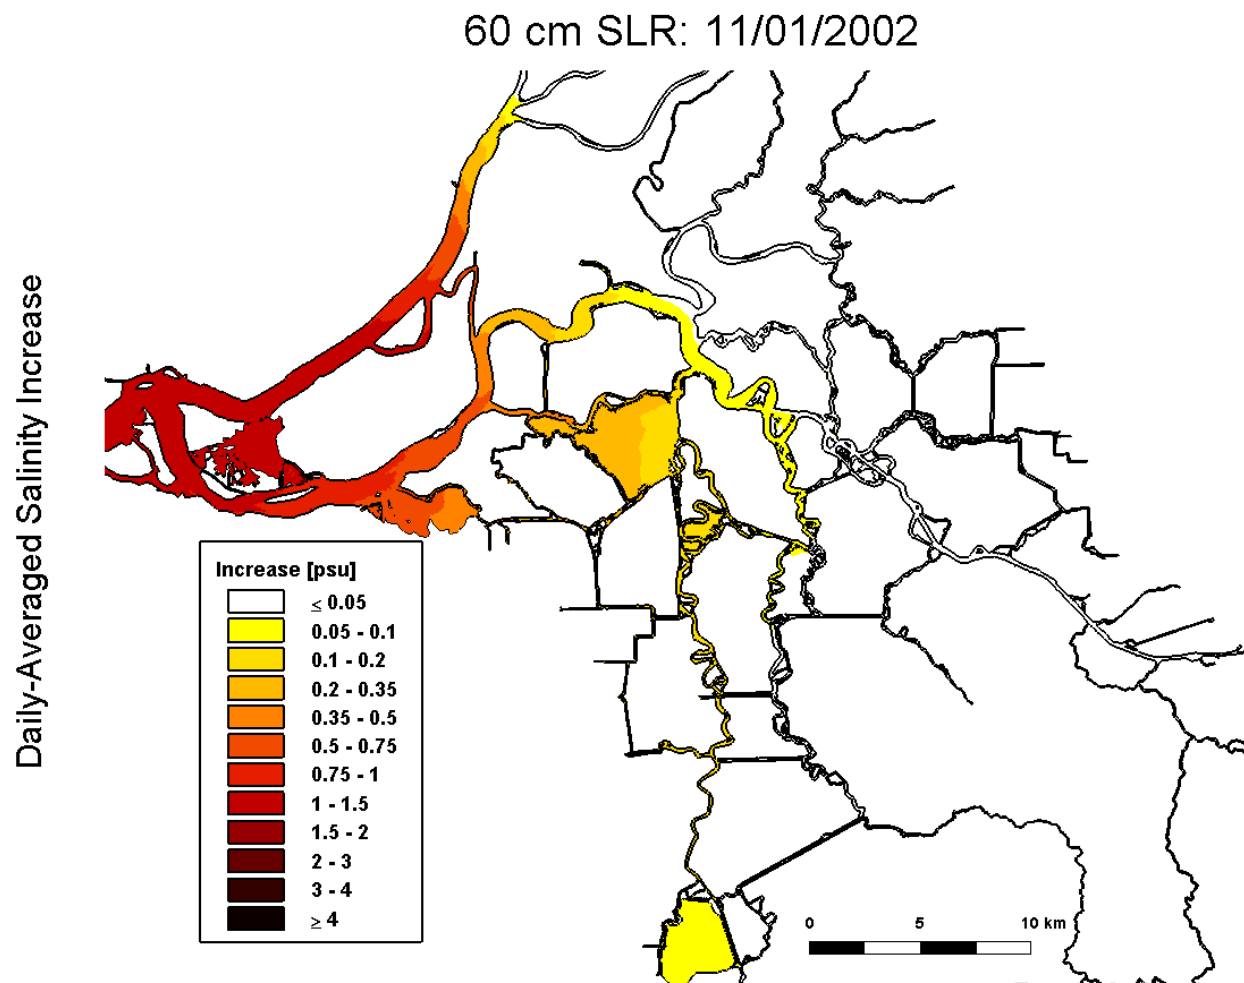 60 cm SLR: 11/01/2002
Daily-Averaged Salinity Increase
Increase [psu]
≤ 0.05
0.05 - 0.1
0.1 - 0.2
0.2 - 0.35
0.35 - 0.5
0.5 - 0.75
0.75 - 1
1 - 1.5
1.5 - 2
2 - 3
3 - 4
≥ 4
0 5 10 km